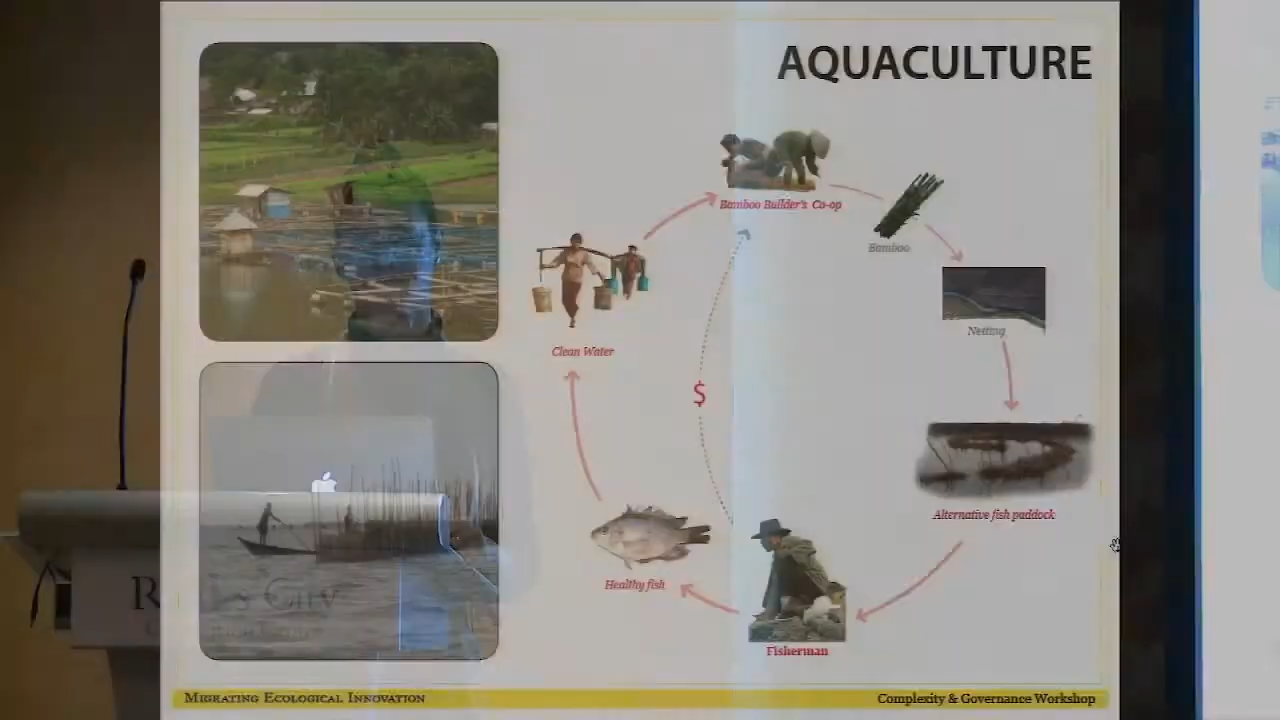 AQUACULTURE
Bamboo Builder's Co-op
Bamboo
Netting
Clean Water
$
Alternative fish paddock
Healthy fish
Fisherman
MIGRATING ECOLOGICAL INNOVATION
Complexity & Governance Workshop